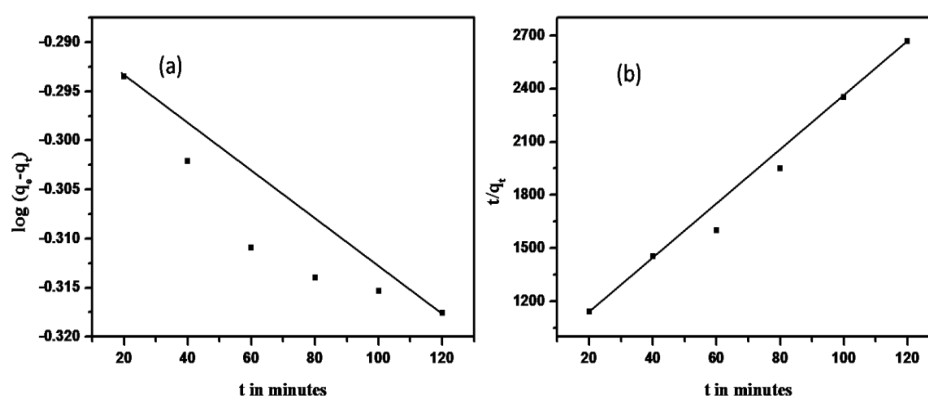 (a)
-0.290
-0.295
-0.300
-0.305
-0.310
-0.315
-0.320
log (qₑ-qₜ)
20 40 60 80 100 120
t in minutes
(b)
2700
2400
2100
1800
1500
1200
t/qₜ
20 40 60 80 100 120
t in minutes